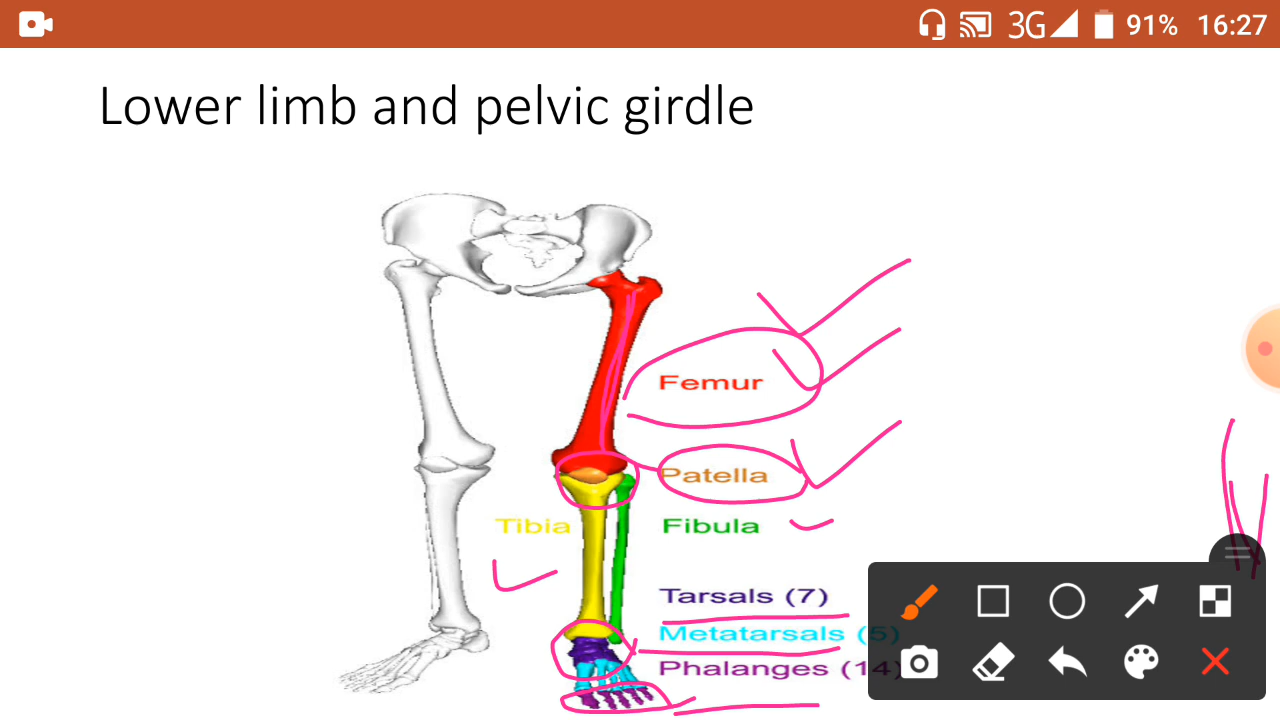 3G 91% 16:27
Lower limb and pelvic girdle
Femur
Patella
Tibia Fibula
Tarsals (7)
Metatarsals (5)
Phalanges (14)